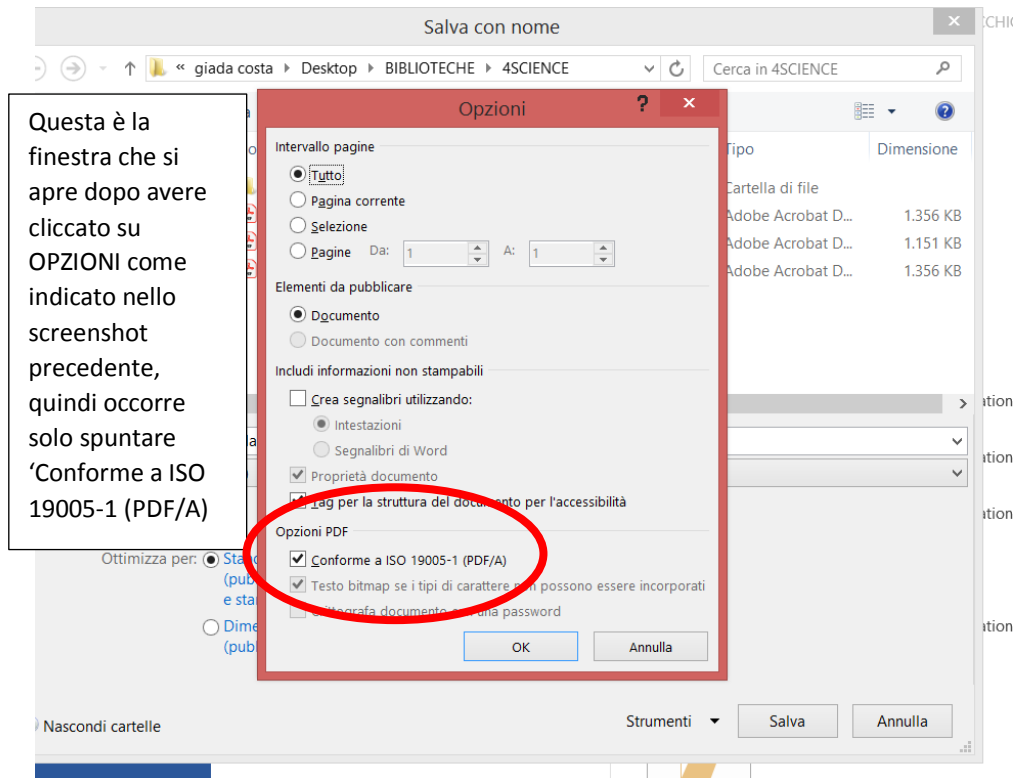 Salva con nome
« giada costa ▸ Desktop ▸ BIBLIOTECHE ▸ 4SCIENCE
Cerca in 4SCIENCE
Questa è la
finestra che si
apre dopo avere
cliccato su
OPZIONI come
indicato nello
screenshot
precedente,
quindi occorre
solo spuntare
‘Conforme a ISO
19005-1 (PDF/A)
Opzioni
Intervallo pagine
Tutto
Pagina corrente
Selezione
Pagine Da: 1 A: 1
Elementi da pubblicare
Documento
Documento con commenti
Includi informazioni non stampabili
Crea segnalibri utilizzando:
Intestazioni
Segnalibri di Word
Proprietà documento
Tag per la struttura del documento per l'accessibilità
Opzioni PDF
Conforme a ISO 19005-1 (PDF/A)
Testo bitmap se i tipi di carattere non possono essere incorporati
Crittografa documento con una password
OK Annulla
Tipo Dimensione
Cartella di file
Adobe Acrobat D... 1.356 KB
Adobe Acrobat D... 1.151 KB
Adobe Acrobat D... 1.356 KB
Ottimizza per:
(pub
e sta
(pub
Nascondi cartelle
Strumenti Salva Annulla